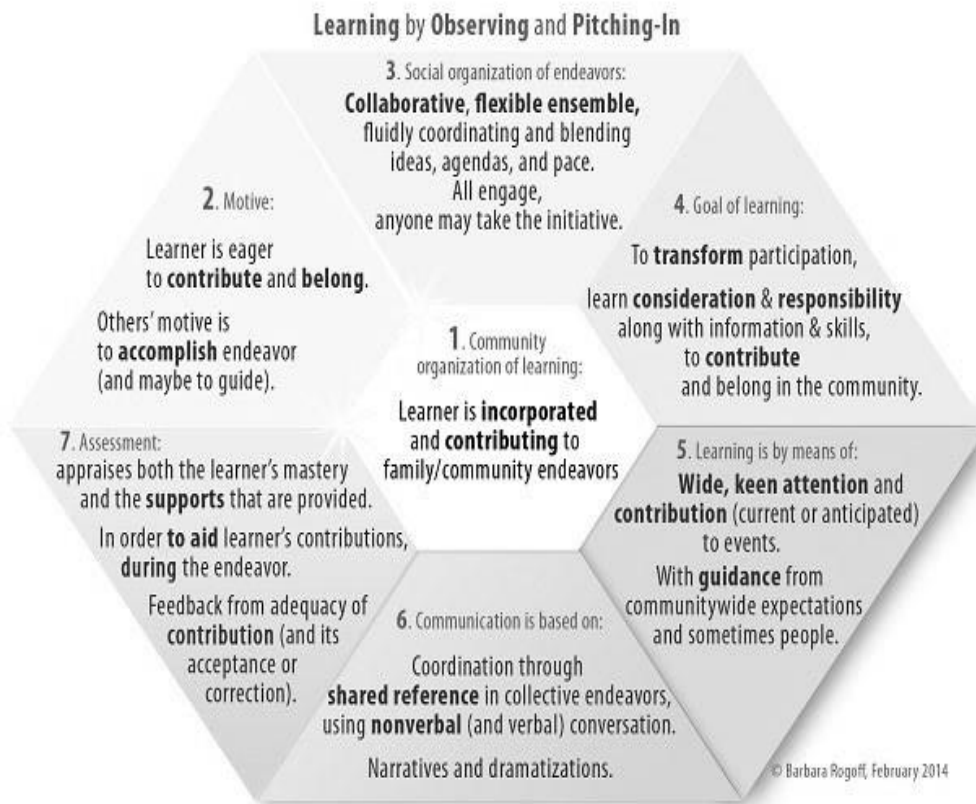 Learning by Observing and Pitching-In
3. Social organization of endeavors:
Collaborative, flexible ensemble,
fluidly coordinating and blending
ideas, agendas, and pace.
All engage,
anyone may take the initiative.
2. Motive:
Learner is eager
to contribute and belong.
Others' motive is
to accomplish endeavor
(and maybe to guide).
4. Goal of learning:
To transform participation,
learn consideration & responsibility
along with information & skills,
to contribute
and belong in the community.
1. Community
organization of learning:
Learner is incorporated
and contributing to
family/community endeavors
7. Assessment:
appraises both the learner's mastery
and the supports that are provided.
In order to aid learner's contributions,
during the endeavor.
Feedback from adequacy of
contribution (and its
acceptance or
correction).
5. Learning is by means of:
Wide, keen attention and
contribution (current or anticipated)
to events.
With guidance from
communitywide expectations
and sometimes people.
6. Communication is based on:
Coordination through
shared reference in collective endeavors,
using nonverbal (and verbal) conversation.
Narratives and dramatizations.
© Barbara Rogoff, February 2014